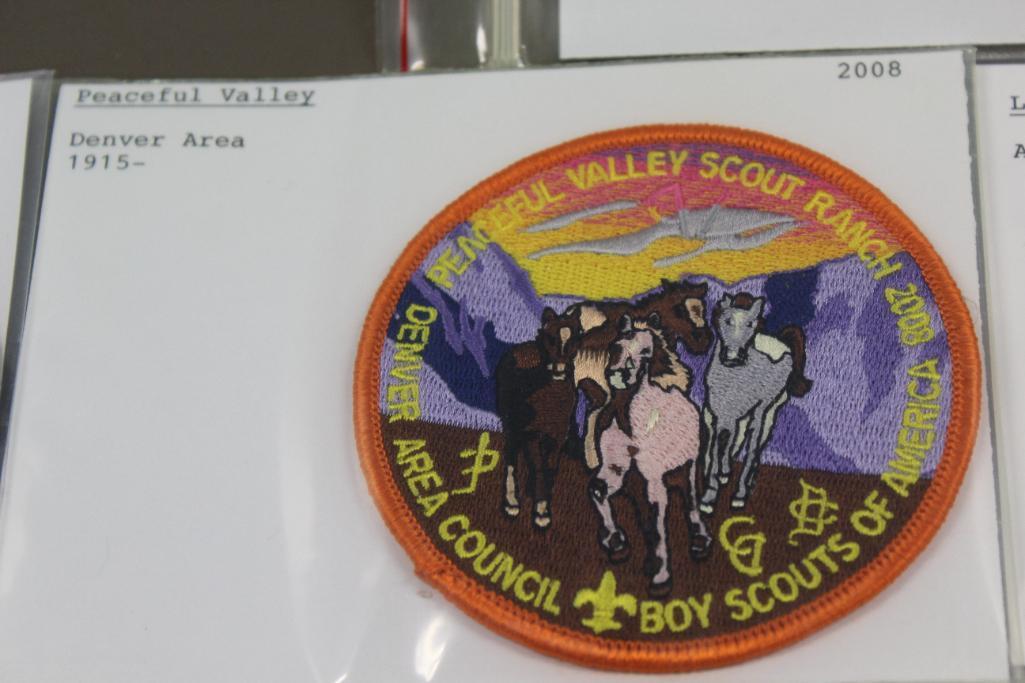 Peaceful Valley
2008
Denver Area
1915-
PEACEFUL VALLEY SCOUT RANCH 2008
DENVER AREA COUNCIL
BOY SCOUTS OF AMERICA
L
A